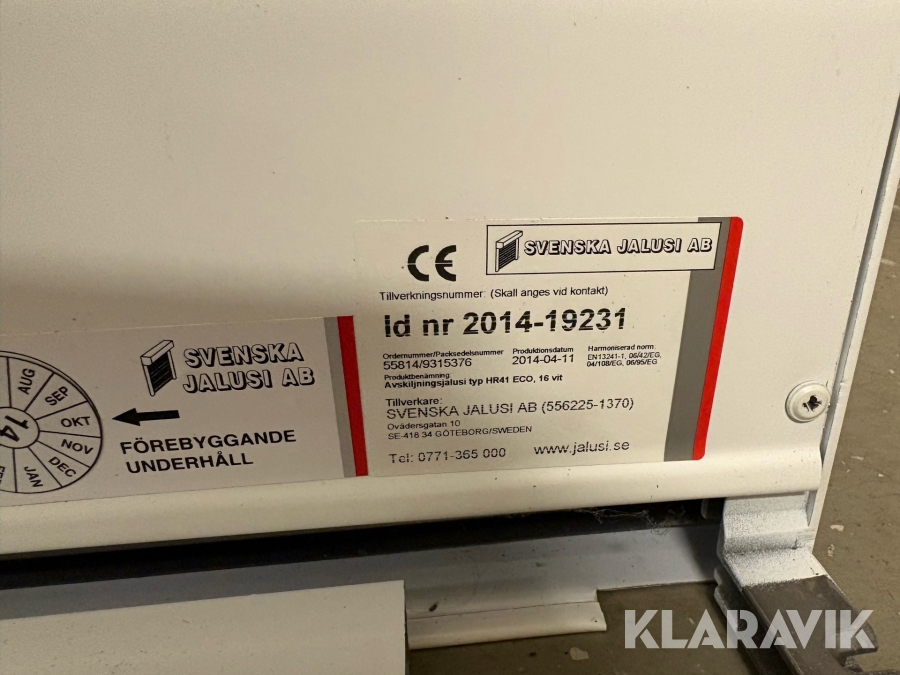 CE
SVENSKA JALUSI AB
Tillverkningsnummer: (Skall anges vid kontakt)
Id nr 2014-19231
Ordernummer/Packsedelsnummer
55814/9315376
Produktionsdatum
2014-04-11
Harmoniserad norm:
EN13241-1, 06/42/EG,
04/108/EG, 06/95/EG
Produktbenämning:
Avskiljningsjalusi typ HR41 ECO, 16 vit
Tillverkare:
SVENSKA JALUSI AB (556225-1370)
Ovädersgatan 10
SE-418 34 GÖTEBORG/SWEDEN
Tel: 0771-365 000 www.jalusi.se
SVENSKA
JALUSI AB
FÖREBYGGANDE
UNDERHÅLL
AUG
SEP
OKT
NOV
DEC
JAN
14
KLARAVIK